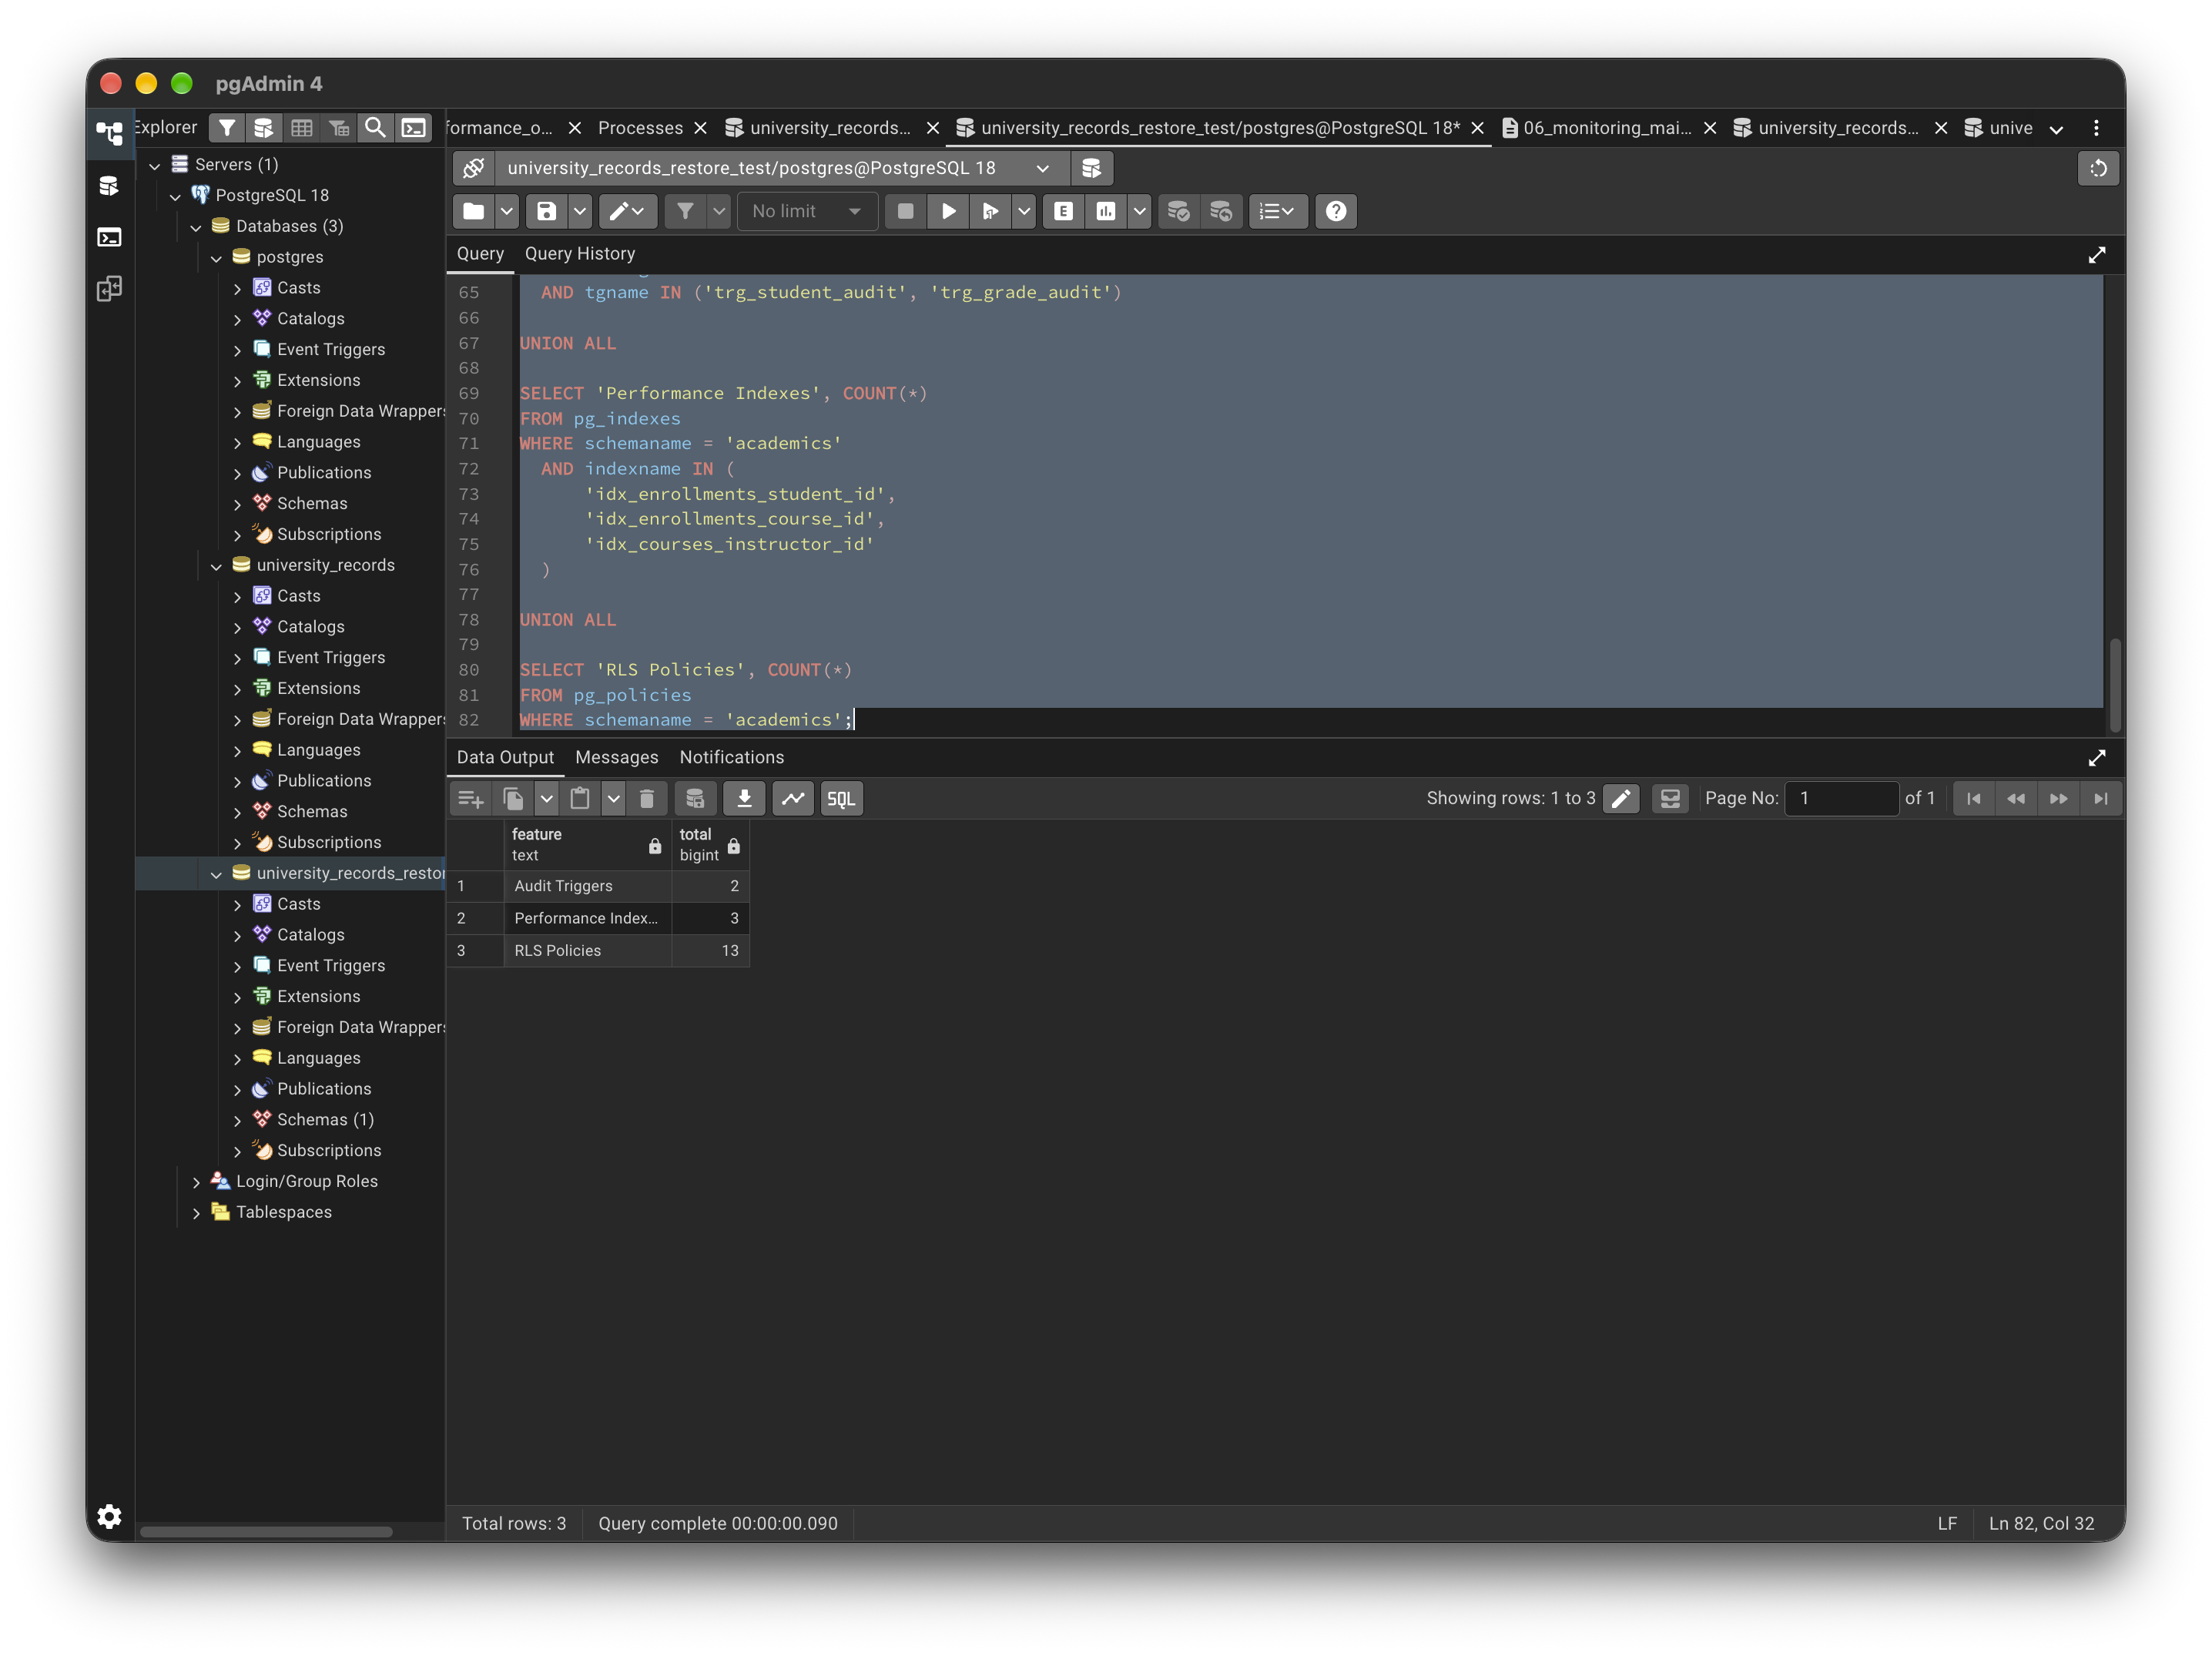 pgAdmin 4
Explorer
formance_o...
Processes
university_records...
university_records_restore_test/postgres@PostgreSQL 18*
06_monitoring_mai...
university_records...
unive
Servers (1)
PostgreSQL 18
Databases (3)
postgres
Casts
Catalogs
Event Triggers
Extensions
Foreign Data Wrappers
Languages
Publications
Schemas
Subscriptions
university_records
Casts
Catalogs
Event Triggers
Extensions
Foreign Data Wrappers
Languages
Publications
Schemas
Subscriptions
university_records_restor
Casts
Catalogs
Event Triggers
Extensions
Foreign Data Wrappers
Languages
Publications
Schemas (1)
Subscriptions
Login/Group Roles
Tablespaces
university_records_restore_test/postgres@PostgreSQL 18
No limit
E
Query Query History
65 AND tgname IN ('trg_student_audit', 'trg_grade_audit')
66
67 UNION ALL
68
69 SELECT 'Performance Indexes', COUNT(*)
70 FROM pg_indexes
71 WHERE schemaname = 'academics'
72 AND indexname IN (
73 'idx_enrollments_student_id',
74 'idx_enrollments_course_id',
75 'idx_courses_instructor_id'
76 )
77
78 UNION ALL
79
80 SELECT 'RLS Policies', COUNT(*)
81 FROM pg_policies
82 WHERE schemaname = 'academics';
Data Output Messages Notifications
SQL
Showing rows: 1 to 3
Page No: 1 of 1
feature total
text bigint
1 Audit Triggers 2
2 Performance Index... 3
3 RLS Policies 13
Total rows: 3 Query complete 00:00:00.090 LF Ln 82, Col 32